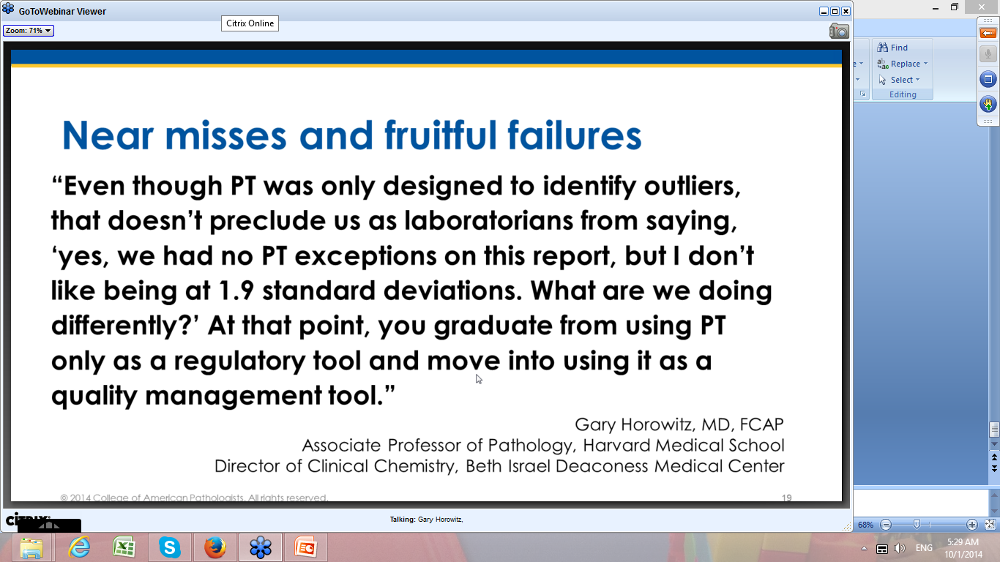 GoToWebinar Viewer
Citrix Online
Zoom: 71%
Find
Replace
Select
Editing
Near misses and fruitful failures
“Even though PT was only designed to identify outliers,
that doesn’t preclude us as laboratorians from saying,
‘yes, we had no PT exceptions on this report, but I don’t
like being at 1.9 standard deviations. What are we doing
differently?’ At that point, you graduate from using PT
only as a regulatory tool and move into using it as a
quality management tool.”
Gary Horowitz, MD, FCAP
Associate Professor of Pathology, Harvard Medical School
Director of Clinical Chemistry, Beth Israel Deaconess Medical Center
© 2014 College of American Pathologists. All rights reserved.
19
Talking: Gary Horowitz,
68%
ENG
5:29 AM
10/1/2014